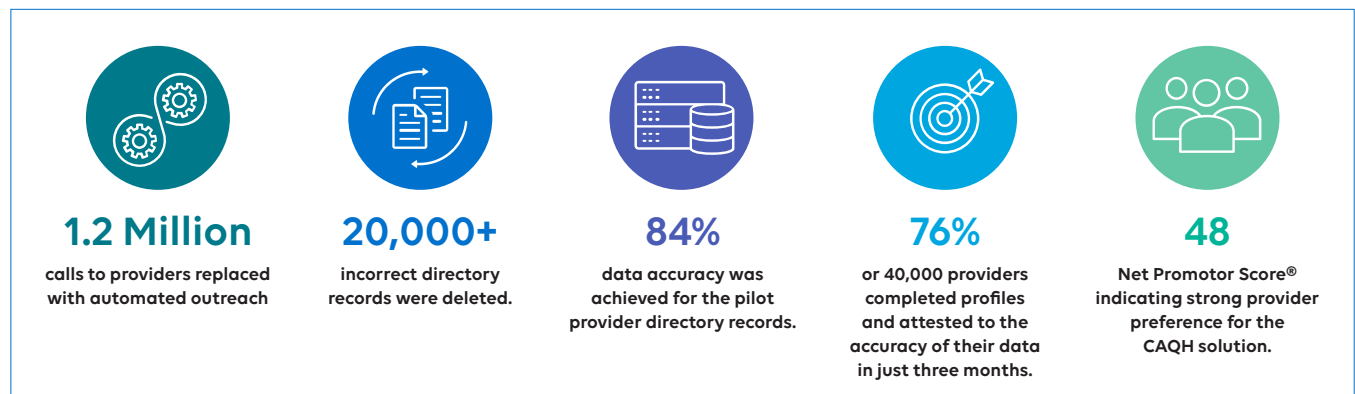 1.2 Million
calls to providers replaced
with automated outreach
20,000+
incorrect directory
records were deleted.
84%
data accuracy was
achieved for the pilot
provider directory records.
76%
or 40,000 providers
completed profiles
and attested to the
accuracy of their data
in just three months.
48
Net Promotor Score®
indicating strong provider
preference for the
CAQH solution.